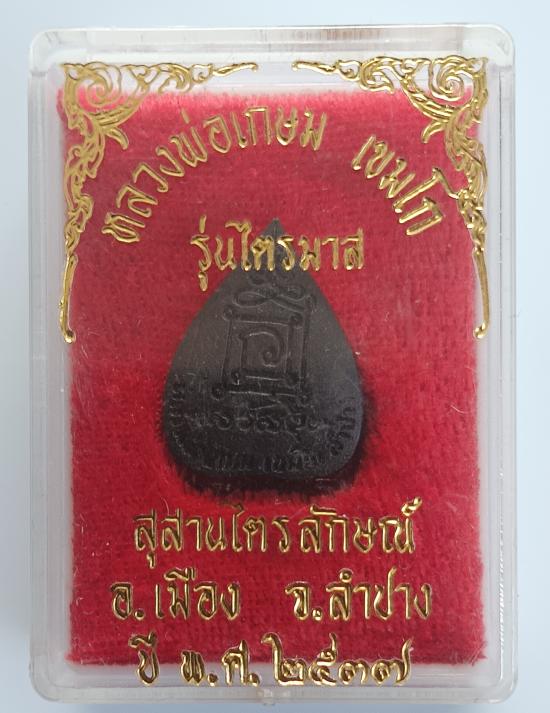 หลวงพ่อเกษม เขมโก
รุ่นไตรมาส
สุสานไตรลักษณ์
อ.เมือง จ.ลำปาง
ปี พ.ศ.๒๕๓๗